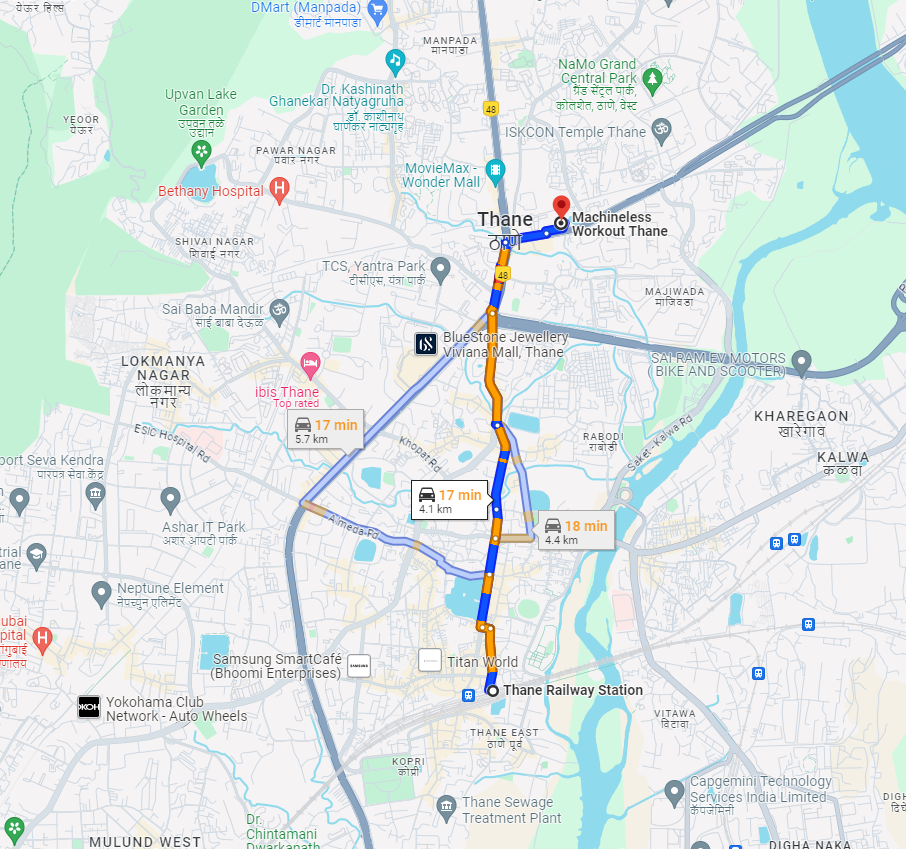 येऊर हिल्स
DMart (Manpada)
डीमार्ट मानपाडा
MANPADA
मानपाडा
NaMo Grand
Central Park
ग्रँड सेंट्रल पार्क,
कोलशेत, ठाणे, वेस्ट
Dr. Kashinath
Ghanekar Natyagruha
डॉ. काशीनाथ
घाणेकर नाट्यगृह
Upvan Lake
Garden
उपवन तळे
उद्यान
48
YEOOR
येऊर
ISKCON Temple Thane
PAWAR NAGAR
पवार नगर
MovieMax -
Wonder Mall
Bethany Hospital
H
Thane
ठाणे
Machineless
Workout Thane
SHIVAI NAGAR
शिवाई नगर
TCS, Yantra Park
टीसीएस, यंत्रा पार्क
48
MAJIWADA
माजिवडा
Sai Baba Mandir
साई बाबा देऊळ
BlueStone Jewellery
Viviana Mall, Thane
LOKMANYA
NAGAR
लोकमान्य
नगर
SAI RAM EV MOTORS
(BIKE AND SCOOTER)
ibis Thane
Top rated
17 min
5.7 km
KHAREGAON
खारेगाव
ESIC Hospital Rd
Khopat Rd
RABODI
राबोडी
Saket - Kalwa Rd
KALWA
कळवा
port Seva Kendra
पारपत्र सेवा केंद्र
17 min
4.1 km
Ashar IT Park
अशर आयटी पार्क
Almeda Rd
18 min
4.4 km
trial
ane
Neptune Element
नेपच्युन एलिमेंट
ubai
pital
H
Samsung SmartCafé
(Bhoomi Enterprises)
SAMSUNG
Titan World
Thane Railway Station
Yokohama Club
Network - Auto Wheels
VITAWA
विटावा
THANE EAST
ठाणे पूर्व
KOPRI
कोप्री
Capgemini Technology
Services India Limited
कॅपजेमिनी
Thane Sewage
Treatment Plant
DIGH
Dr.
Chintamani
Dwarkanath
MULUND WEST
DIGHA NAKA